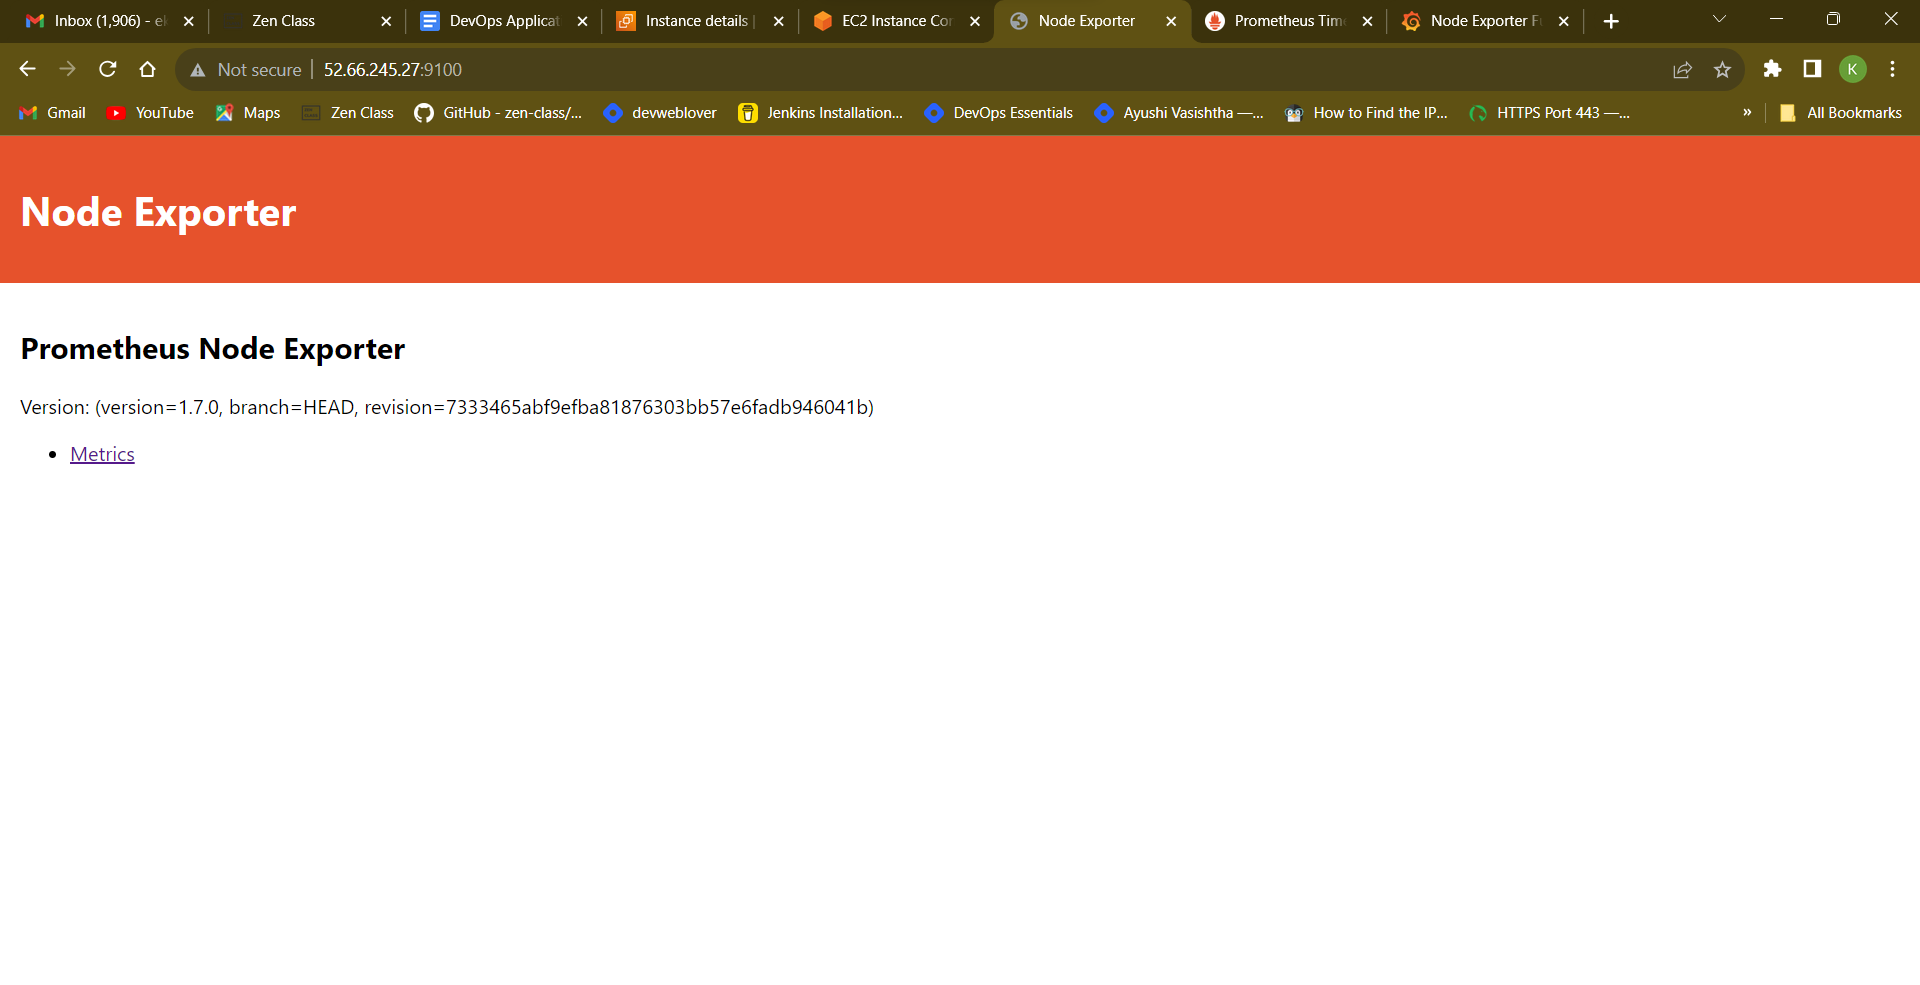 Inbox (1,906) - el
Zen Class
DevOps Applicat
Instance details |
EC2 Instance Con
Node Exporter
Prometheus Time
Node Exporter Fu
Not secure
52.66.245.27:9100
K
Gmail
YouTube
Maps
Zen Class
GitHub - zen-class/...
devweblover
Jenkins Installation...
DevOps Essentials
Ayushi Vasishtha —...
How to Find the IP...
HTTPS Port 443 —...
»
All Bookmarks
Node Exporter
Prometheus Node Exporter
Version: (version=1.7.0, branch=HEAD, revision=7333465abf9efba81876303bb57e6fadb946041b)
Metrics